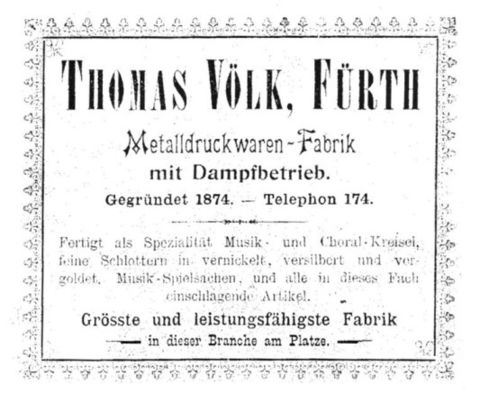 THOMAS VÖLK, FÜRTH
Metalldruckwaren-Fabrik
mit Dampfbetrieb.
Gegründet 1874. — Telephon 174.
Fertigt als Spezialität Musik- und Choral-Kreisel,
feine Schlottern in vernickelt, versilbert und ver-
goldet, Musik-Spielsachen, und alle in dieses Fach
einschlagende Artikel.
Grösste und leistungsfähigste Fabrik
in dieser Branche am Platze.